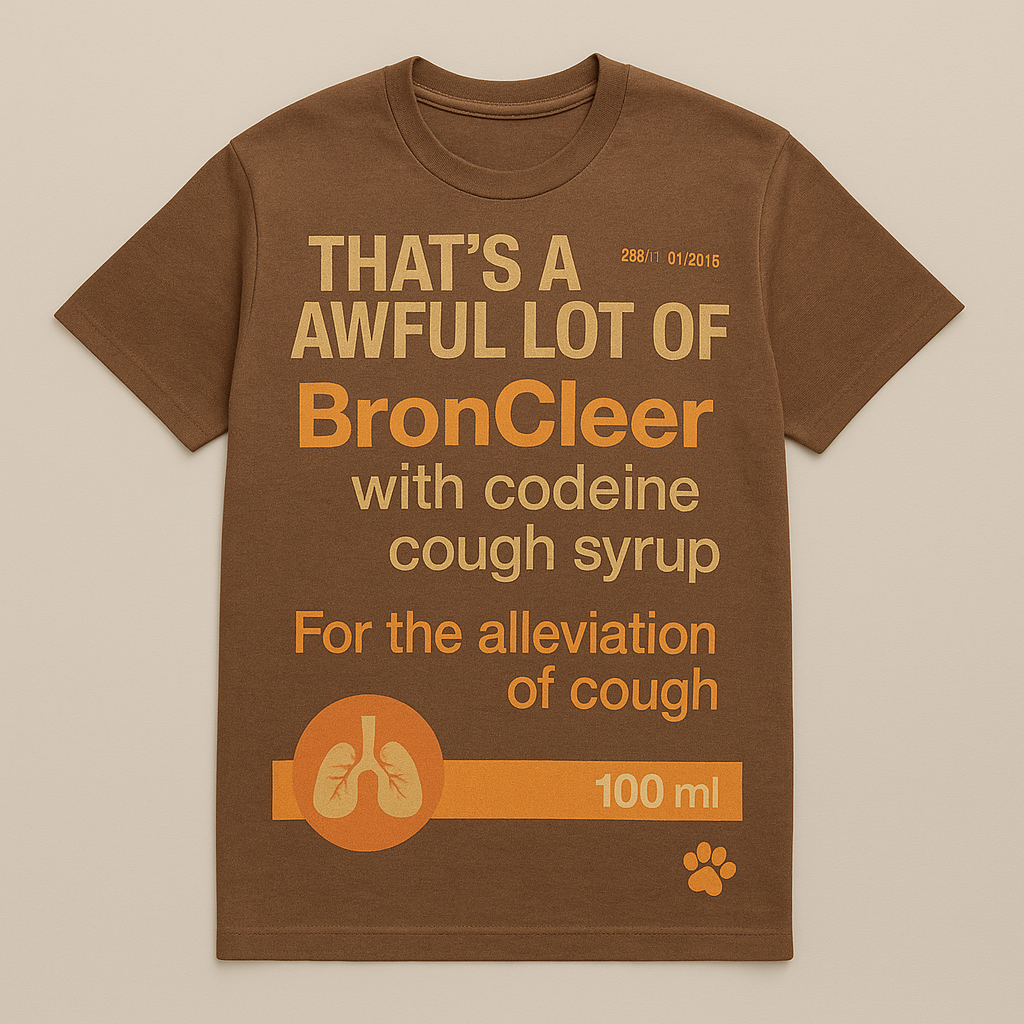 THAT'S A
288/11 01/2015
AWFUL LOT OF
BronCleer
with codeine
cough syrup
For the alleviation
of cough
100 ml